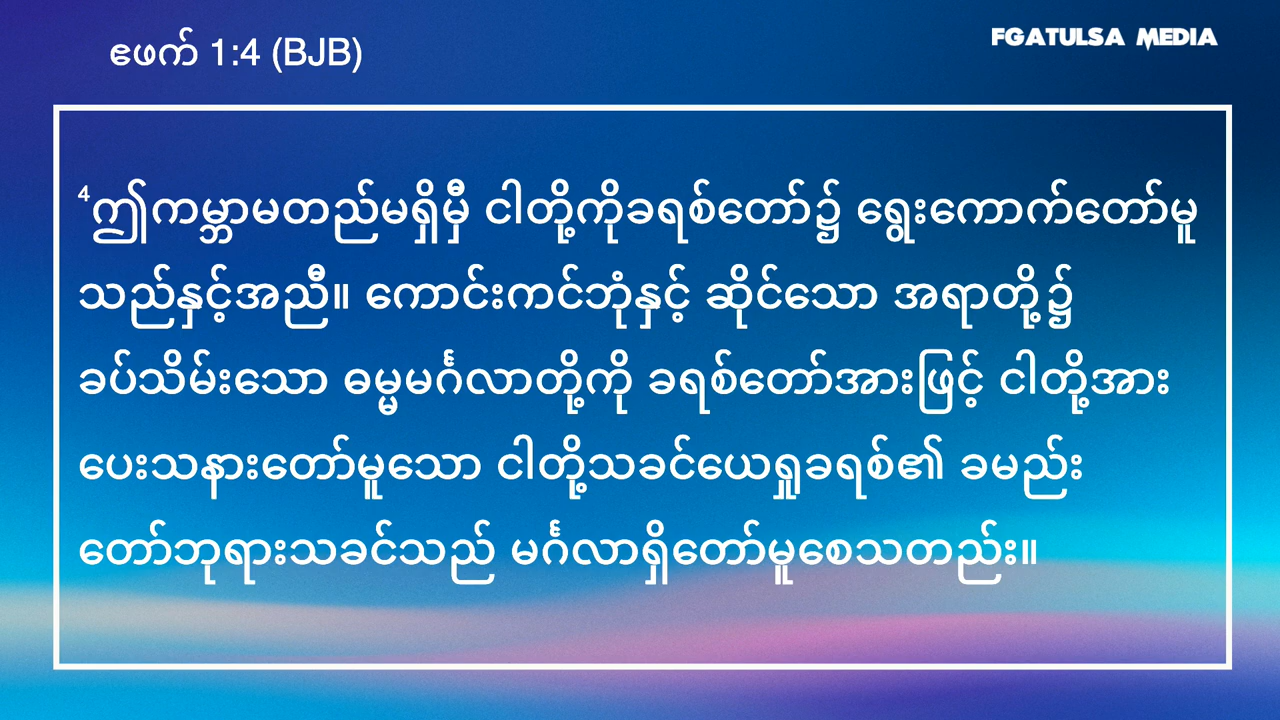 ဧဖက် 1:4 (BJB)
FGATULSA MEDIA
4ဤကမ္ဘာမတည်မရှိမှီ ငါတို့ကိုခရစ်တော်၌ ရွေးကောက်တော်မူ
သည်နှင့်အညီ။ ကောင်းကင်ဘုံနှင့် ဆိုင်သော အရာတို့၌
ခပ်သိမ်းသော ဓမ္မမင်္ဂလာတို့ကို ခရစ်တော်အားဖြင့် ငါတို့အား
ပေးသနားတော်မူသော ငါတို့သခင်ယေရှုခရစ်၏ ခမည်း
တော်ဘုရားသခင်သည် မင်္ဂလာရှိတော်မူစေသတည်း။